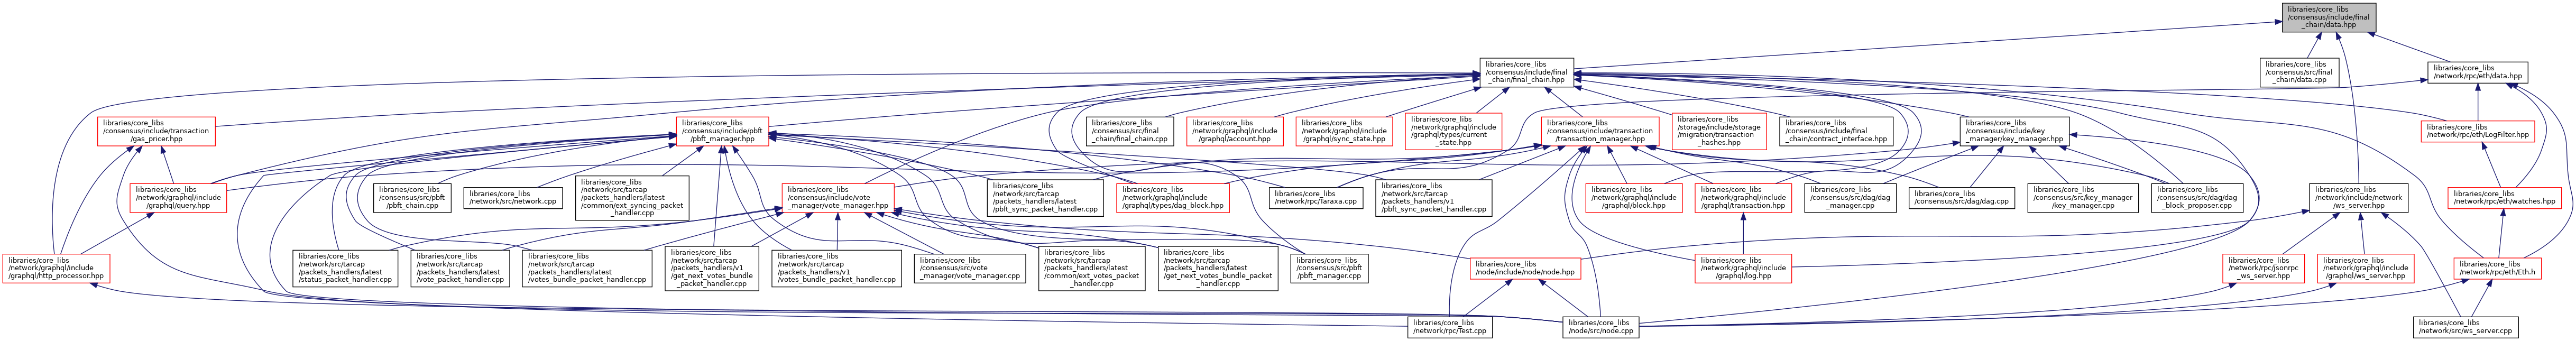 libraries/core_libs
/consensus/include/final
_chain/data.hpp
libraries/core_libs
/consensus/include/final
_chain/final_chain.hpp
libraries/core_libs
/consensus/src/final
_chain/data.cpp
libraries/core_libs
/network/rpc/eth/data.hpp
libraries/core_libs
/consensus/include/transaction
/gas_pricer.hpp
libraries/core_libs
/consensus/include/pbft
/pbft_manager.hpp
libraries/core_libs
/consensus/src/final
_chain/final_chain.cpp
libraries/core_libs
/network/graphql/include
/graphql/account.hpp
libraries/core_libs
/network/graphql/include
/graphql/sync_state.hpp
libraries/core_libs
/network/graphql/include
/graphql/types/current
_state.hpp
libraries/core_libs
/consensus/include/transaction
/transaction_manager.hpp
libraries/core_libs
/storage/include/storage
/migration/transaction
_hashes.hpp
libraries/core_libs
/consensus/include/final
_chain/contract_interface.hpp
libraries/core_libs
/consensus/include/key
_manager/key_manager.hpp
libraries/core_libs
/network/rpc/eth/LogFilter.hpp
libraries/core_libs
/network/graphql/include
/graphql/query.hpp
libraries/core_libs
/consensus/src/pbft
/pbft_chain.cpp
libraries/core_libs
/network/src/network.cpp
libraries/core_libs
/network/src/tarcap
/packets_handlers/latest
/common/ext_syncing_packet
_handler.cpp
libraries/core_libs
/consensus/include/vote
_manager/vote_manager.hpp
libraries/core_libs
/network/src/tarcap
/packets_handlers/latest
/pbft_sync_packet_handler.cpp
libraries/core_libs
/network/graphql/include
/graphql/types/dag_block.hpp
libraries/core_libs
/network/rpc/Taraxa.cpp
libraries/core_libs
/network/src/tarcap
/packets_handlers/v1
/pbft_sync_packet_handler.cpp
libraries/core_libs
/network/graphql/include
/graphql/block.hpp
libraries/core_libs
/network/graphql/include
/graphql/transaction.hpp
libraries/core_libs
/consensus/src/dag/dag
_manager.cpp
libraries/core_libs
/consensus/src/dag/dag.cpp
libraries/core_libs
/consensus/src/key_manager
/key_manager.cpp
libraries/core_libs
/consensus/src/dag/dag
_block_proposer.cpp
libraries/core_libs
/network/include/network
/ws_server.hpp
libraries/core_libs
/network/rpc/eth/watches.hpp
libraries/core_libs
/network/graphql/include
/graphql/http_processor.hpp
libraries/core_libs
/network/src/tarcap
/packets_handlers/latest
/status_packet_handler.cpp
libraries/core_libs
/network/src/tarcap
/packets_handlers/latest
/vote_packet_handler.cpp
libraries/core_libs
/network/src/tarcap
/packets_handlers/latest
/votes_bundle_packet_handler.cpp
libraries/core_libs
/network/src/tarcap
/packets_handlers/v1
/get_next_votes_bundle
_packet_handler.cpp
libraries/core_libs
/network/src/tarcap
/packets_handlers/v1
/votes_bundle_packet_handler.cpp
libraries/core_libs
/consensus/src/vote
_manager/vote_manager.cpp
libraries/core_libs
/network/src/tarcap
/packets_handlers/latest
/common/ext_votes_packet
_handler.cpp
libraries/core_libs
/network/src/tarcap
/packets_handlers/latest
/get_next_votes_bundle_packet
_handler.cpp
libraries/core_libs
/consensus/src/pbft
/pbft_manager.cpp
libraries/core_libs
/node/include/node/node.hpp
libraries/core_libs
/network/graphql/include
/graphql/log.hpp
libraries/core_libs
/network/rpc/jsonrpc
_ws_server.hpp
libraries/core_libs
/network/graphql/include
/graphql/ws_server.hpp
libraries/core_libs
/network/rpc/eth/Eth.h
libraries/core_libs
/network/rpc/Test.cpp
libraries/core_libs
/node/src/node.cpp
libraries/core_libs
/network/src/ws_server.cpp